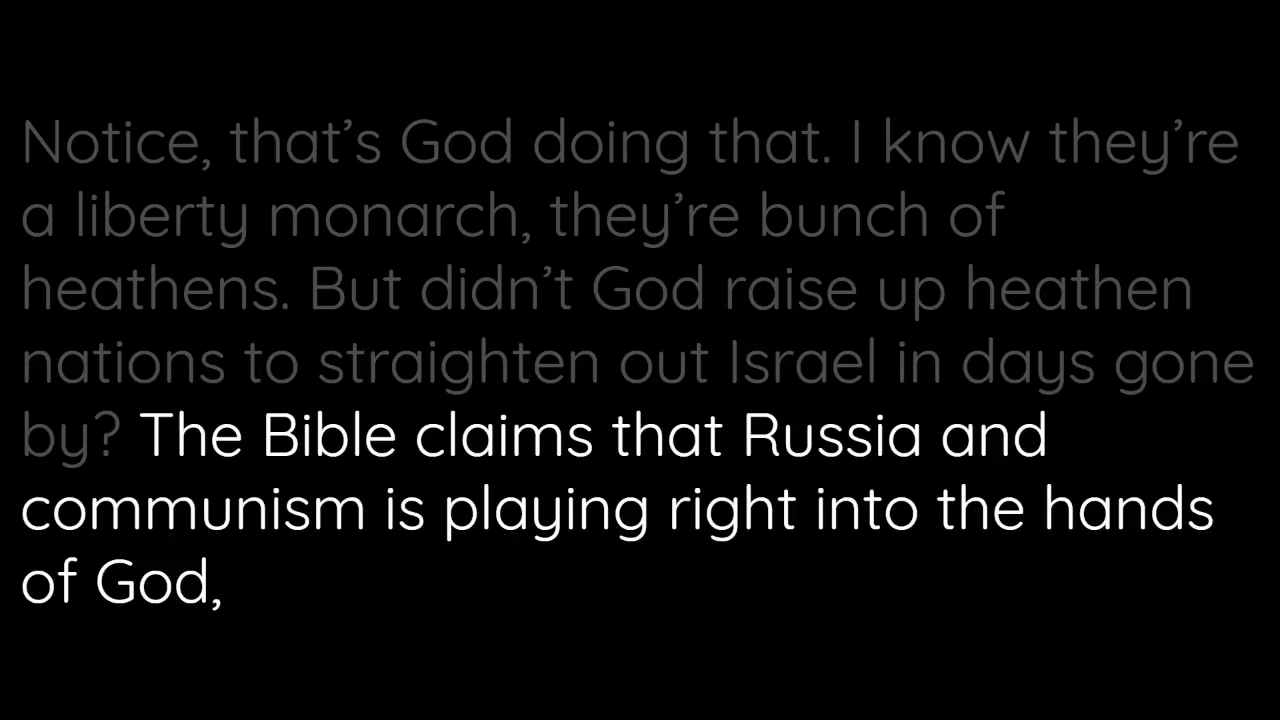 Notice, that’s God doing that. I know they’re
a liberty monarch, they’re bunch of
heathens. But didn’t God raise up heathen
nations to straighten out Israel in days gone
by? The Bible claims that Russia and
communism is playing right into the hands
of God,